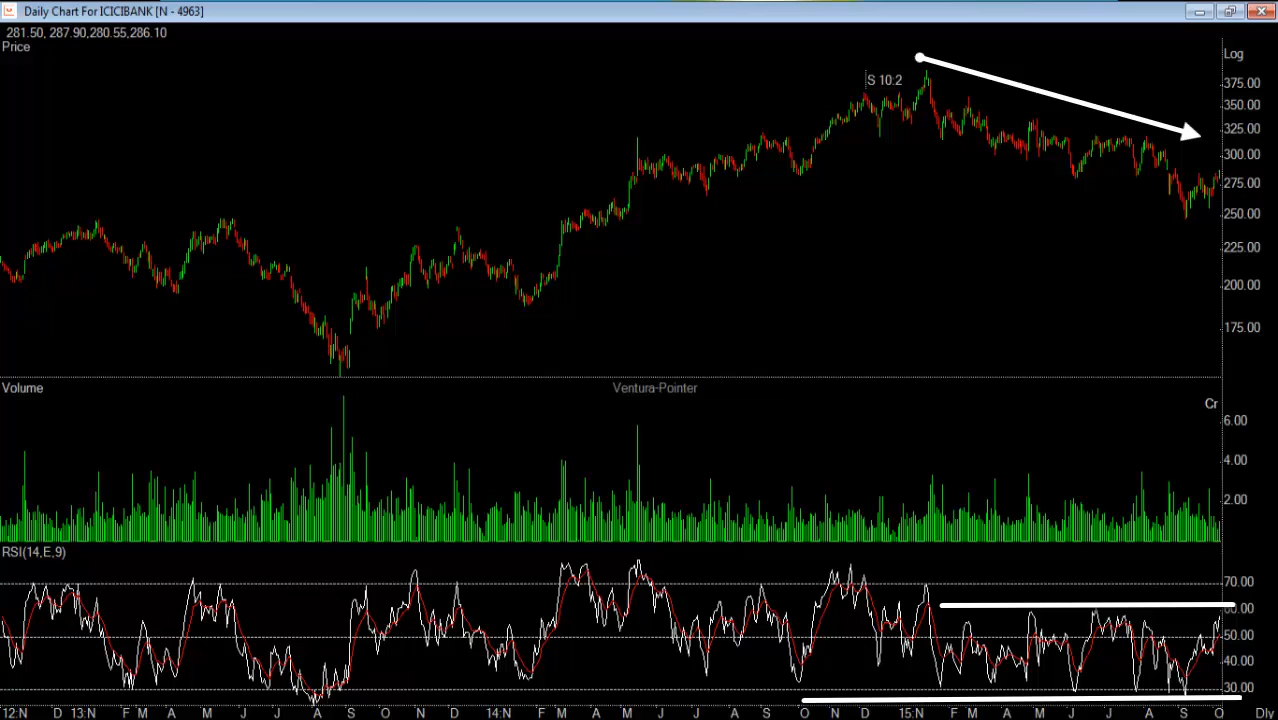 Daily Chart For ICICIBANK [N - 4963]
281.50, 287.90,280.55,286.10
Price
Log
S 10:2
375.00
350.00
325.00
300.00
275.00
250.00
225.00
200.00
175.00
Volume
Ventura-Pointer
Cr
6.00
4.00
2.00
RSI(14,E,9)
70.00
60.00
50.00
40.00
30.00
12:N D 13:N F M A M J J A S O N D 14:N F M A M J J A S O N D 15:N F M A M J J A S O Dly